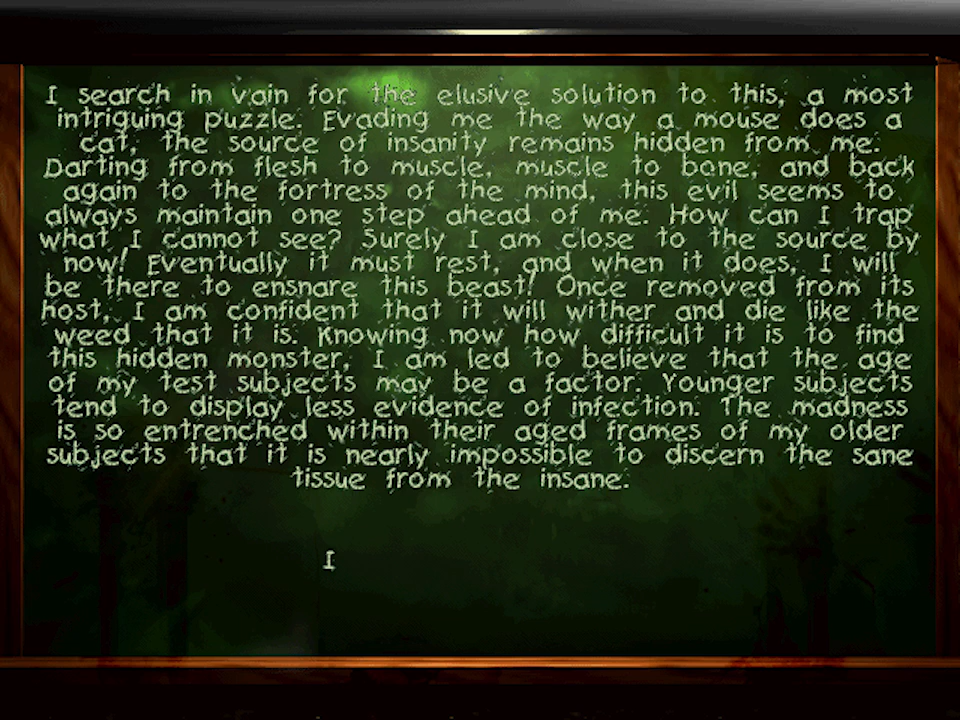 I search in vain for the elusive solution to this, a most
intriguing puzzle. Evading me the way a mouse does a
cat, the source of insanity remains hidden from me.
Darting from flesh to muscle, muscle to bone, and back
again to the fortress of the mind, this evil seems to
always maintain one step ahead of me. How can I trap
what I cannot see? Surely I am close to the source by
now! Eventually it must rest, and when it does, I will
be there to ensnare this beast! Once removed from its
host, I am confident that it will wither and die like the
weed that it is. Knowing now how difficult it is to find
this hidden monster, I am led to believe that the age
of my test subjects may be a factor. Younger subjects
tend to display less evidence of infection. The madness
is so entrenched within their aged frames of my older
subjects that it is nearly impossible to discern the sane
tissue from the insane.
I